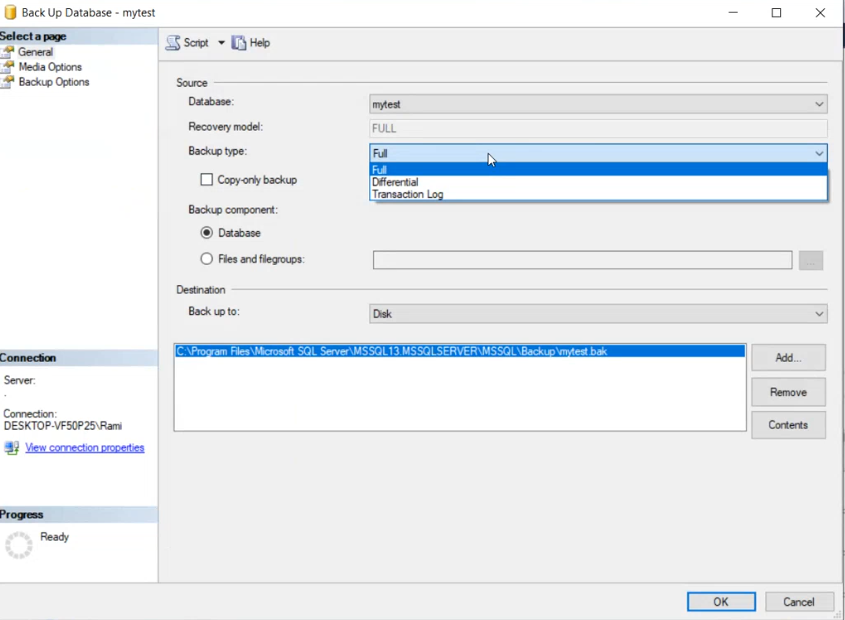 Back Up Database - mytest
Select a page
General
Media Options
Backup Options
Script
Help
Source
Database:
mytest
Recovery model:
FULL
Backup type:
Full
Full
Differential
Transaction Log
Copy-only backup
Backup component:
Database
Files and filegroups:
...
Destination
Back up to:
Disk
C:\Program Files\Microsoft SQL Server\MSSQL13.MSSQLSERVER\MSSQL\Backup\mytest.bak
Add...
Remove
Contents
Connection
Server:
.
Connection:
DESKTOP-VF50P25\Rami
View connection properties
Progress
Ready
OK
Cancel